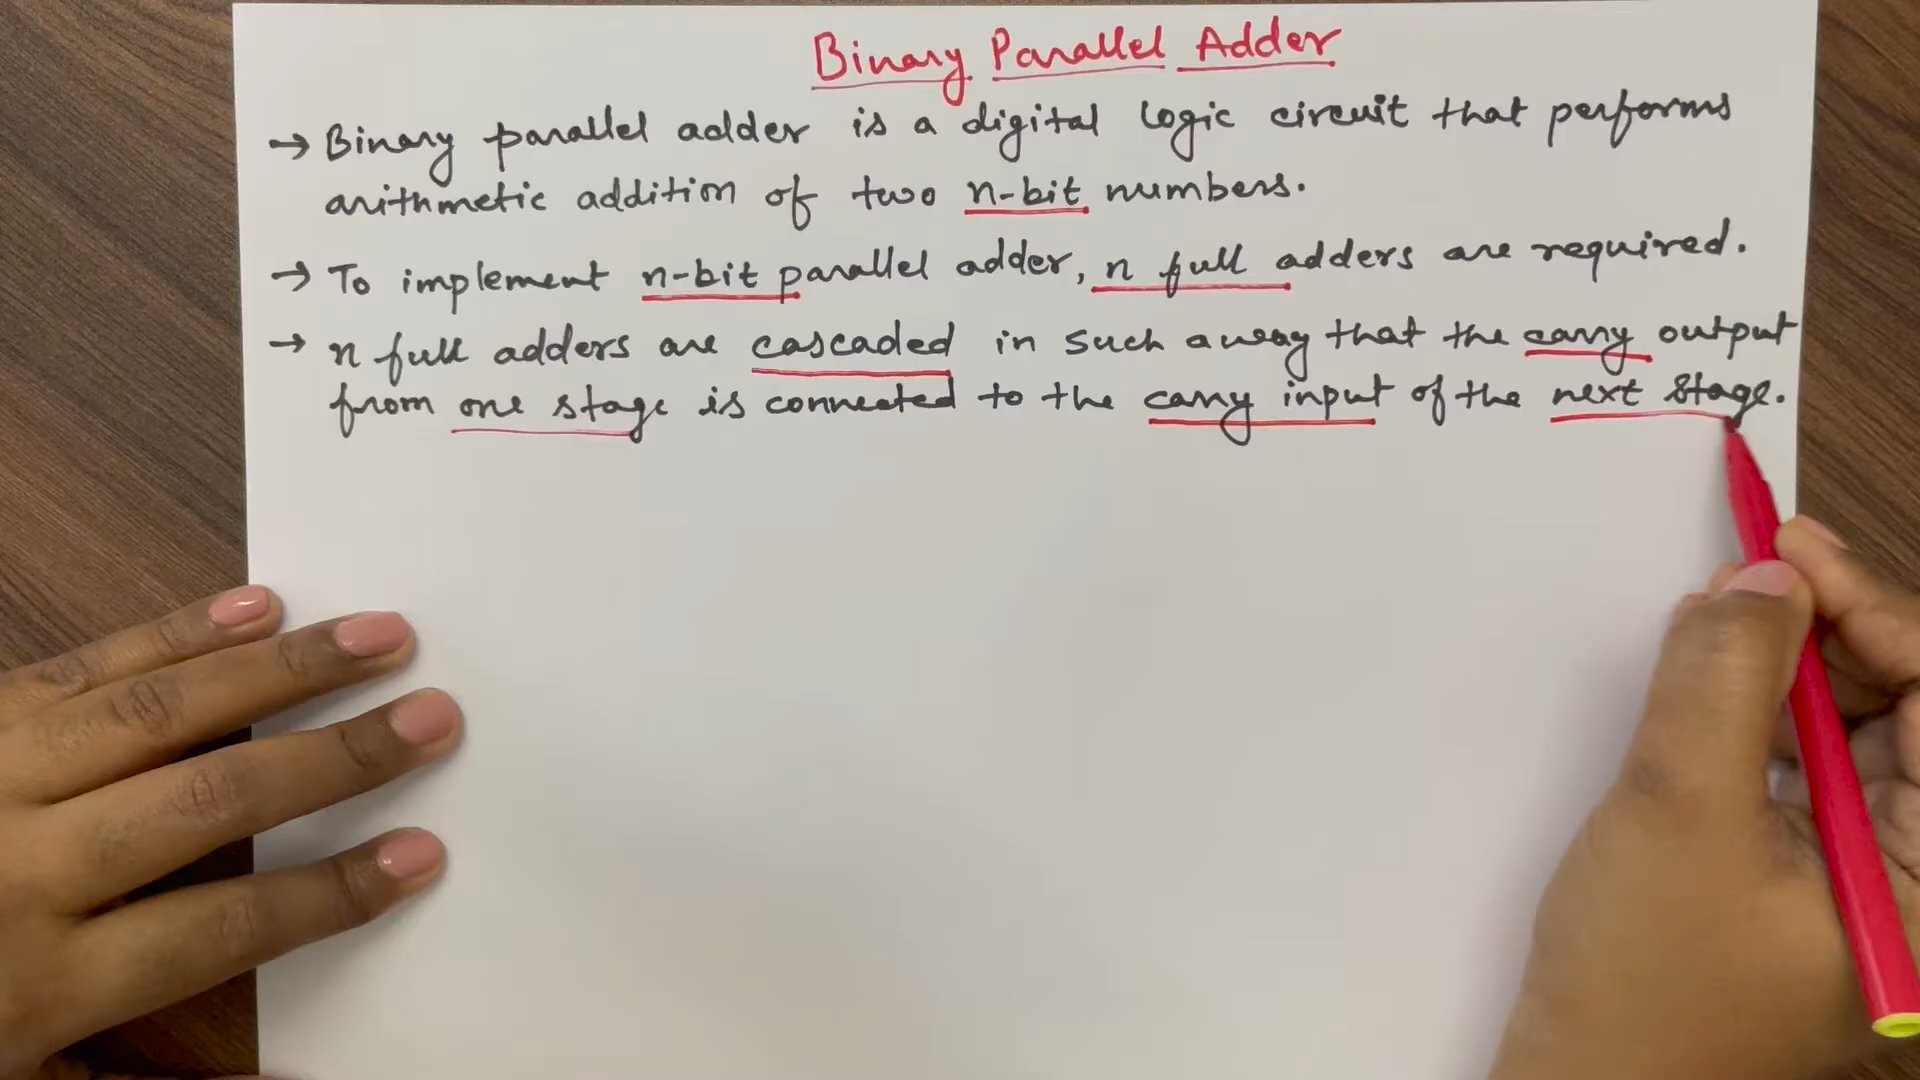 Binary Parallel Adder
→ Binary parallel adder is a digital logic circuit that performs
arithmetic addition of two n-bit numbers.
→ To implement n-bit parallel adder, n full adders are required.
→ n full adders are cascaded in such a way that the carry output
from one stage is connected to the carry input of the next stage.